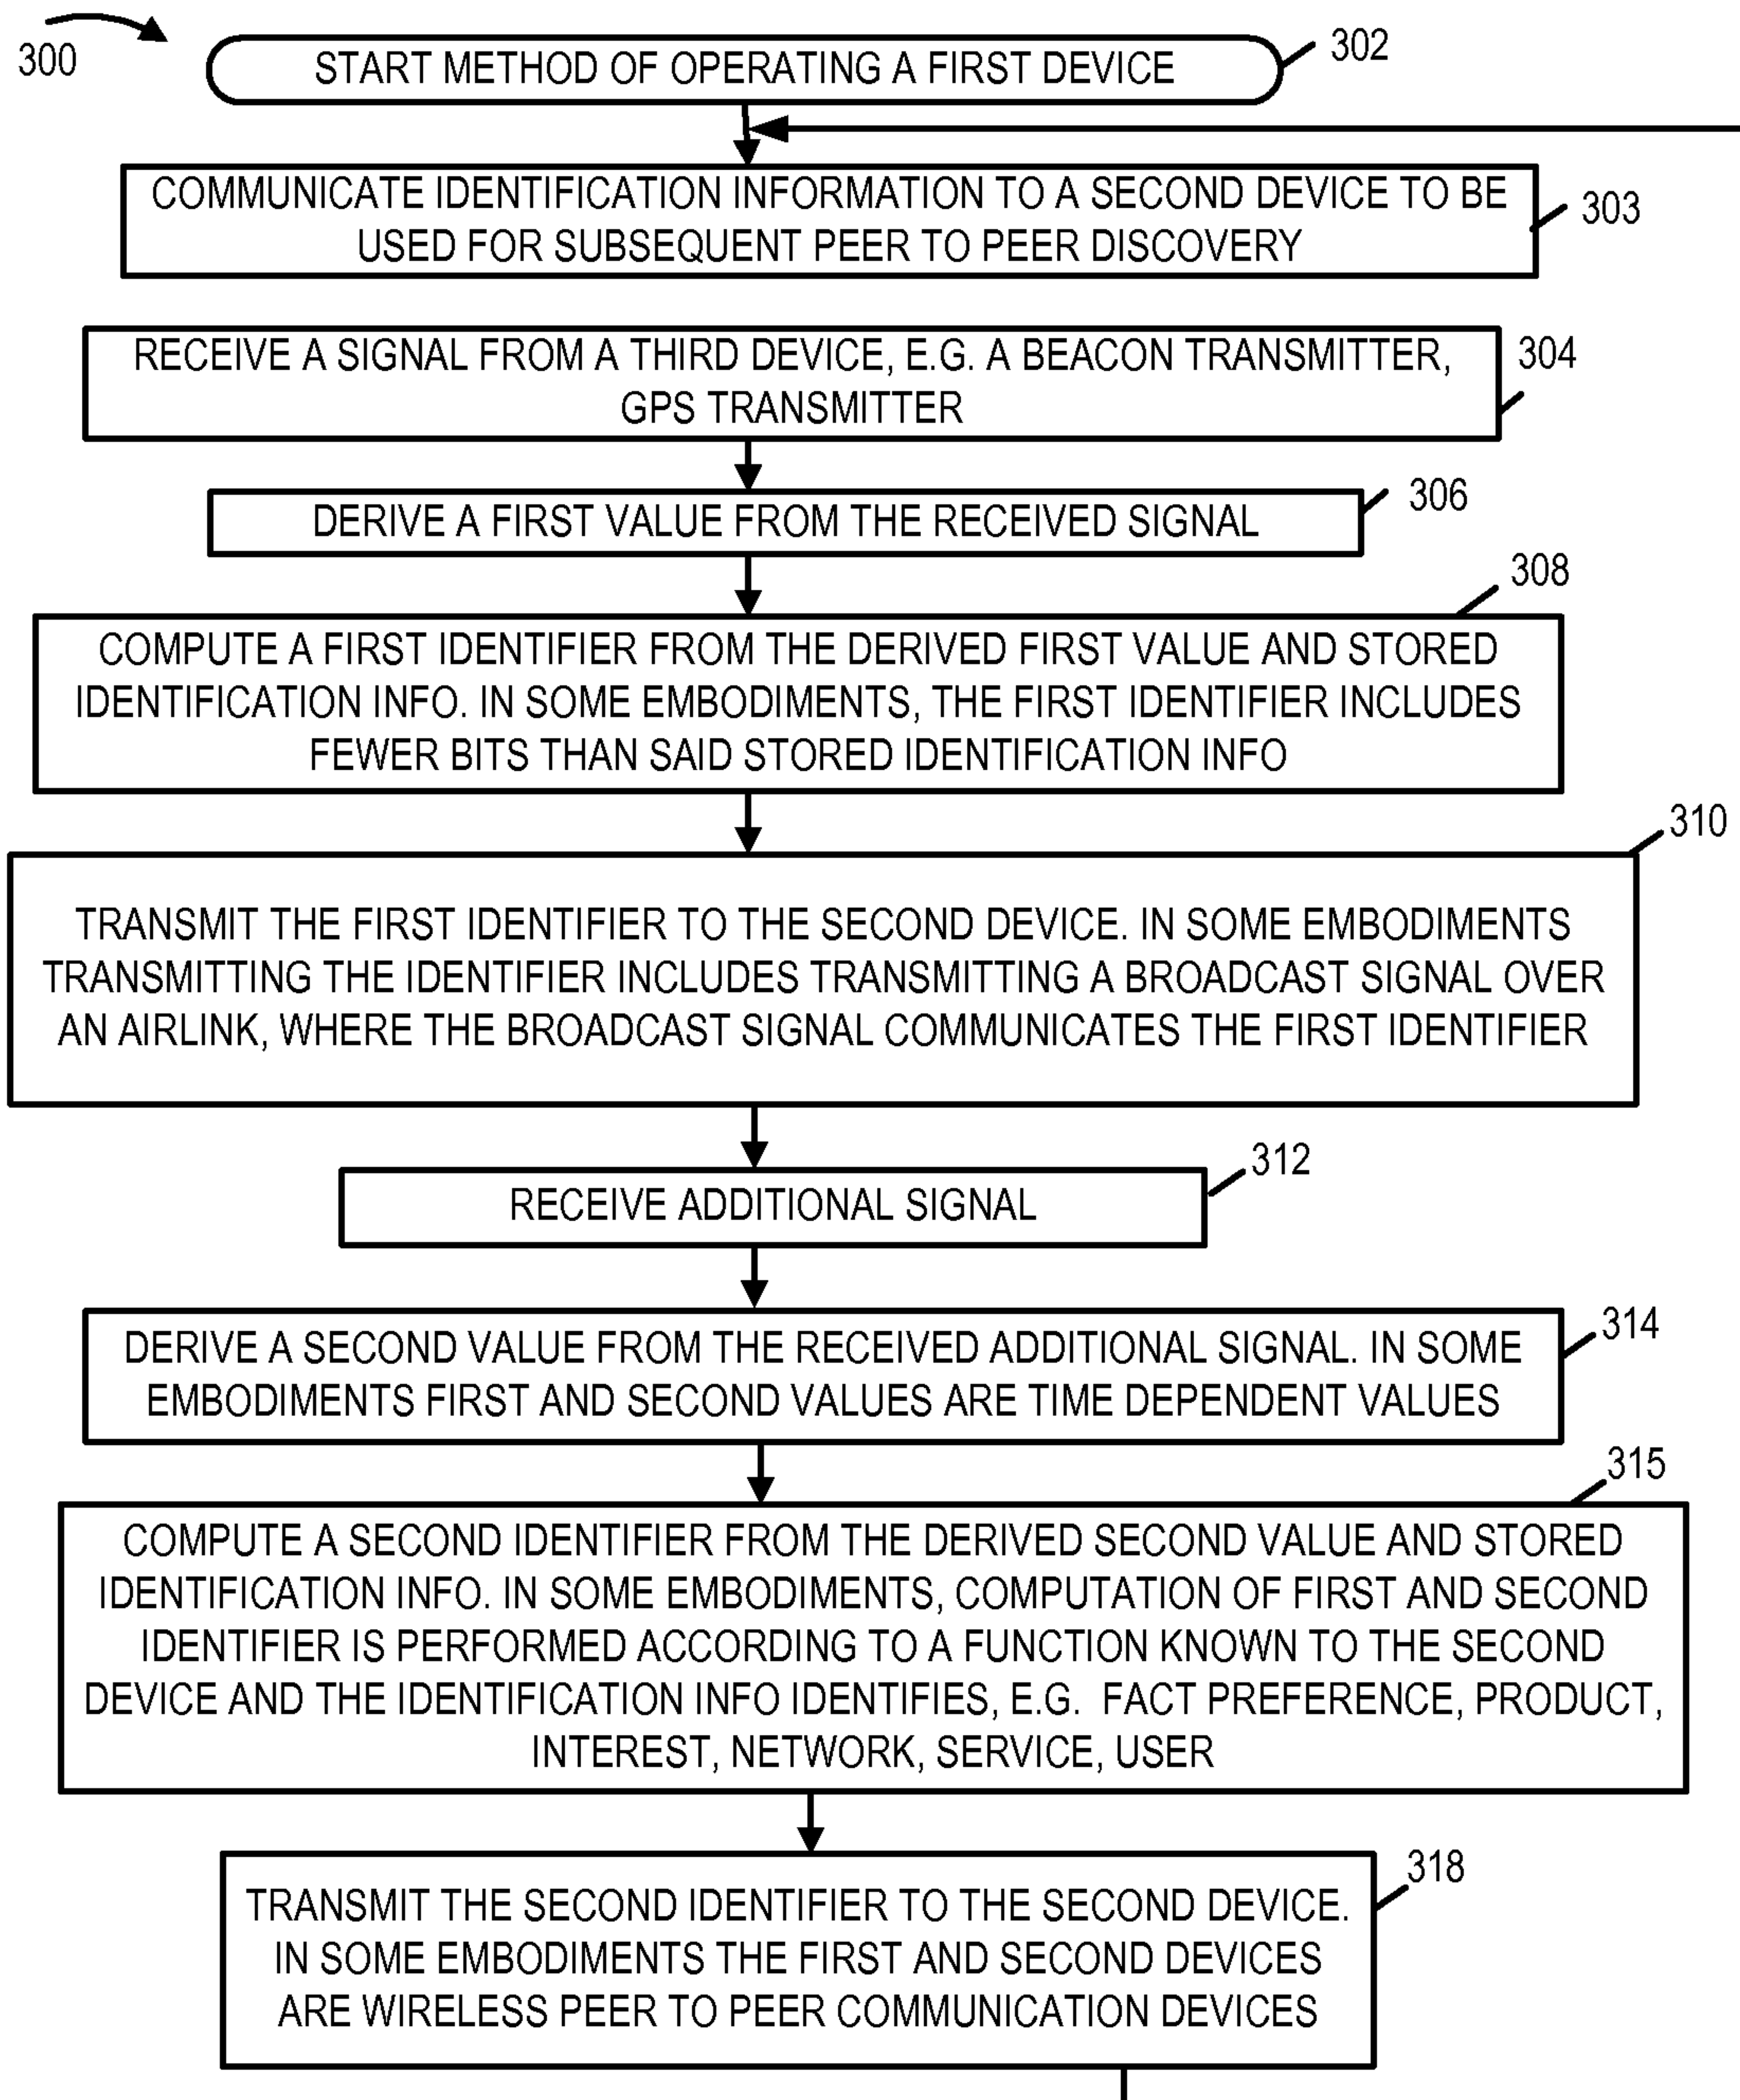 300
START METHOD OF OPERATING A FIRST DEVICE
302
COMMUNICATE IDENTIFICATION INFORMATION TO A SECOND DEVICE TO BE
USED FOR SUBSEQUENT PEER TO PEER DISCOVERY
303
RECEIVE A SIGNAL FROM A THIRD DEVICE, E.G. A BEACON TRANSMITTER,
GPS TRANSMITTER
304
DERIVE A FIRST VALUE FROM THE RECEIVED SIGNAL
306
308
COMPUTE A FIRST IDENTIFIER FROM THE DERIVED FIRST VALUE AND STORED
IDENTIFICATION INFO. IN SOME EMBODIMENTS, THE FIRST IDENTIFIER INCLUDES
FEWER BITS THAN SAID STORED IDENTIFICATION INFO
310
TRANSMIT THE FIRST IDENTIFIER TO THE SECOND DEVICE. IN SOME EMBODIMENTS
TRANSMITTING THE IDENTIFIER INCLUDES TRANSMITTING A BROADCAST SIGNAL OVER
AN AIRLINK, WHERE THE BROADCAST SIGNAL COMMUNICATES THE FIRST IDENTIFIER
312
RECEIVE ADDITIONAL SIGNAL
314
DERIVE A SECOND VALUE FROM THE RECEIVED ADDITIONAL SIGNAL. IN SOME
EMBODIMENTS FIRST AND SECOND VALUES ARE TIME DEPENDENT VALUES
315
COMPUTE A SECOND IDENTIFIER FROM THE DERIVED SECOND VALUE AND STORED
IDENTIFICATION INFO. IN SOME EMBODIMENTS, COMPUTATION OF FIRST AND SECOND
IDENTIFIER IS PERFORMED ACCORDING TO A FUNCTION KNOWN TO THE SECOND
DEVICE AND THE IDENTIFICATION INFO IDENTIFIES, E.G. FACT PREFERENCE, PRODUCT,
INTEREST, NETWORK, SERVICE, USER
318
TRANSMIT THE SECOND IDENTIFIER TO THE SECOND DEVICE.
IN SOME EMBODIMENTS THE FIRST AND SECOND DEVICES
ARE WIRELESS PEER TO PEER COMMUNICATION DEVICES